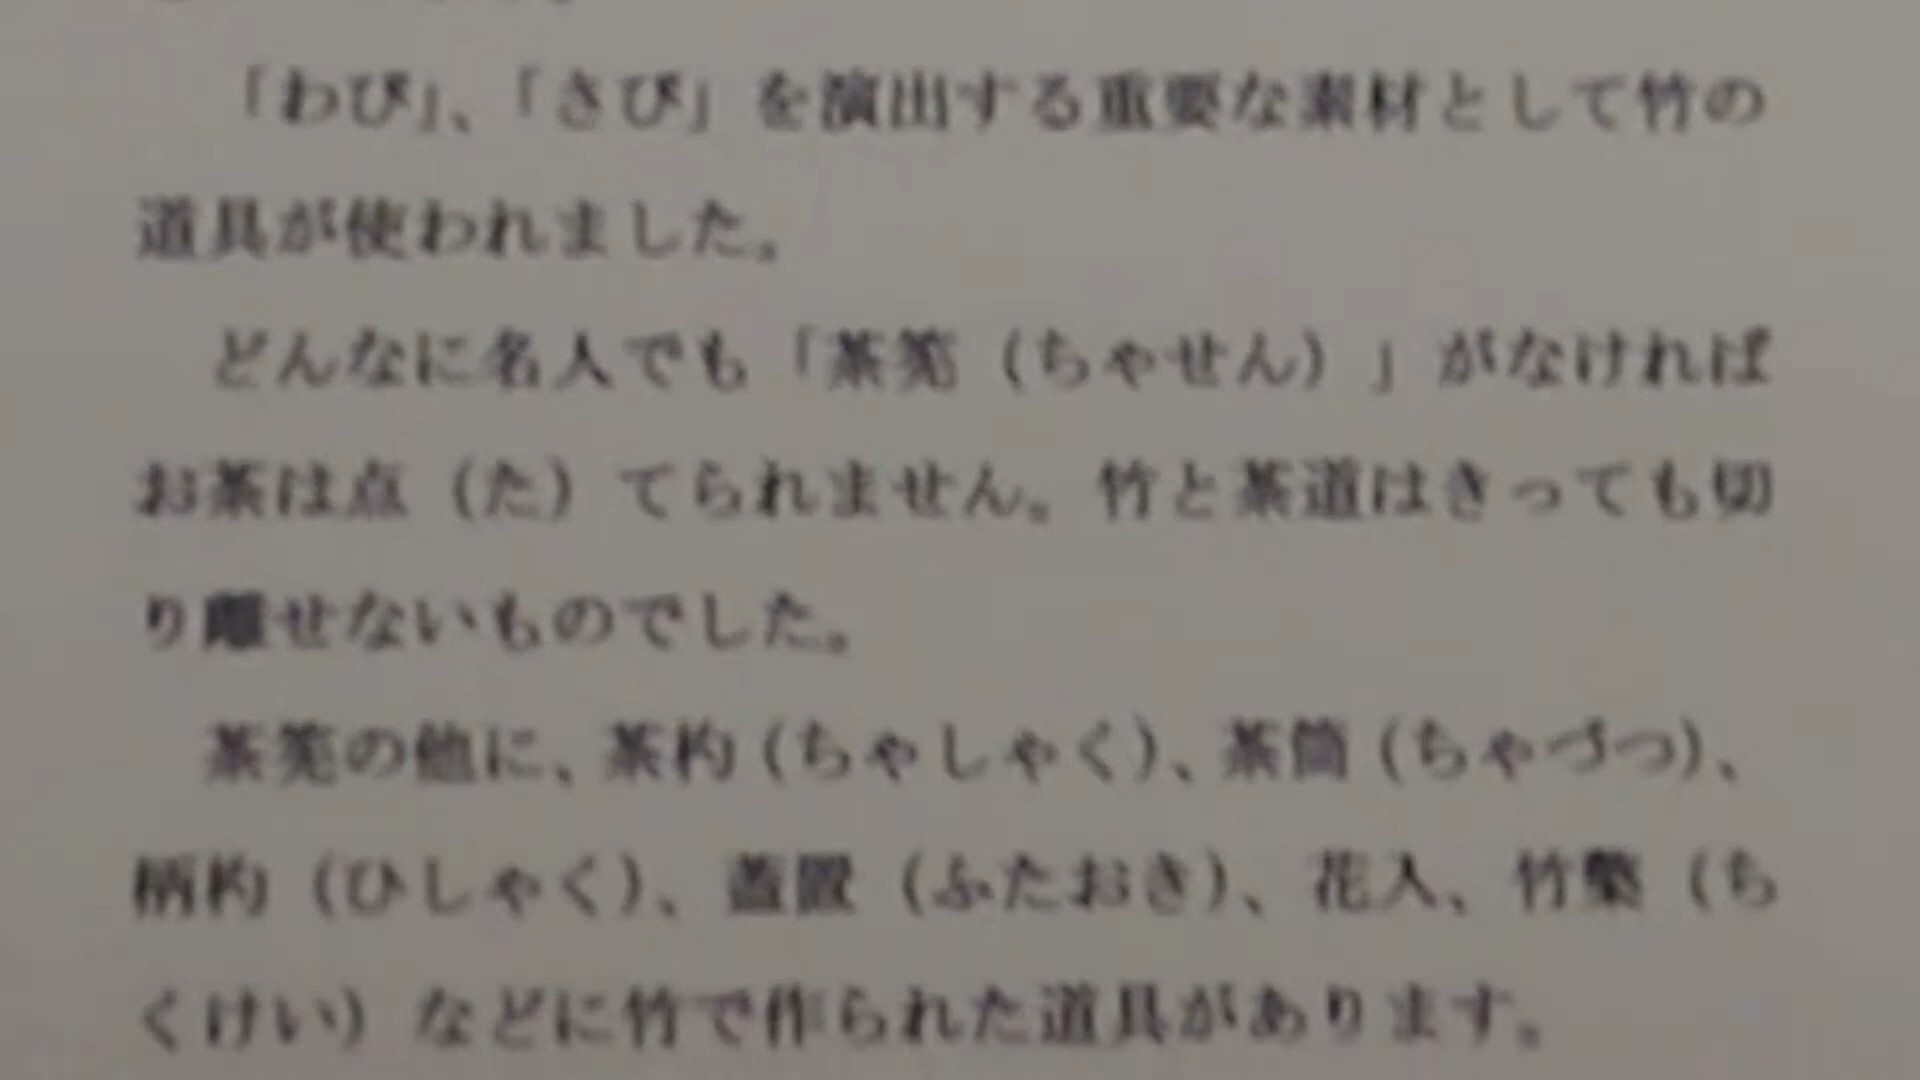 「わび」、「さび」を演出する重要な素材として竹の
道具が使われました。
どんなに名人でも「茶筅（ちゃせん）」がなければ
お茶は点（た）てられません。竹と茶道はきっても切
り離せないものでした。
茶筅の他に、茶杓（ちゃしゃく）、茶筒（ちゃづつ）、
柄杓（ひしゃく）、蓋置（ふたおき）、花入、竹檠（ち
くけい）などに竹で作られた道具があります。